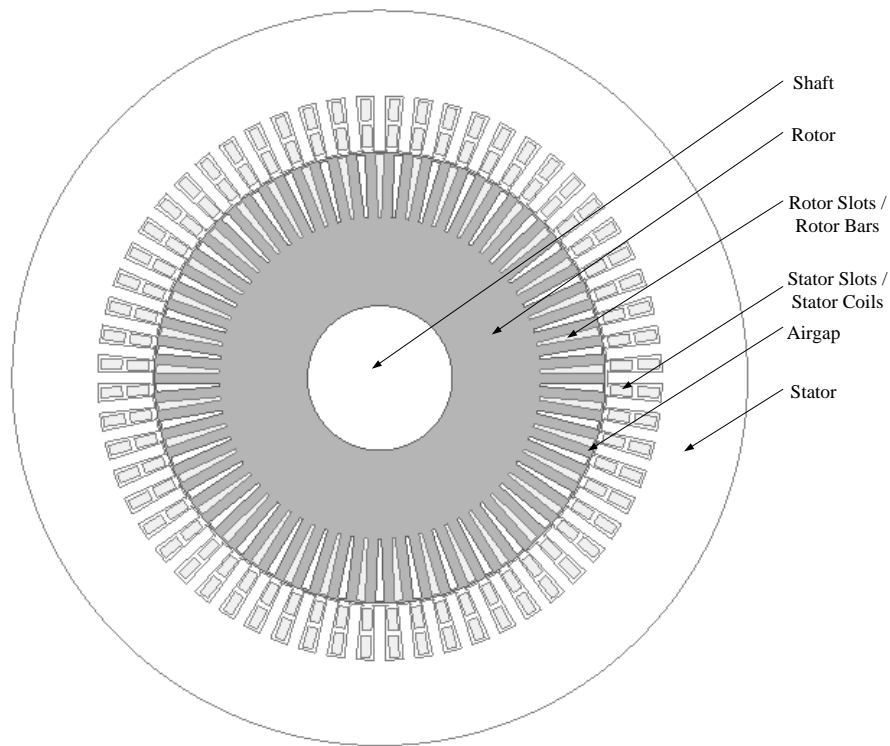 Shaft
Rotor
Rotor Slots /
Rotor Bars
Stator Slots /
Stator Coils
Airgap
Stator